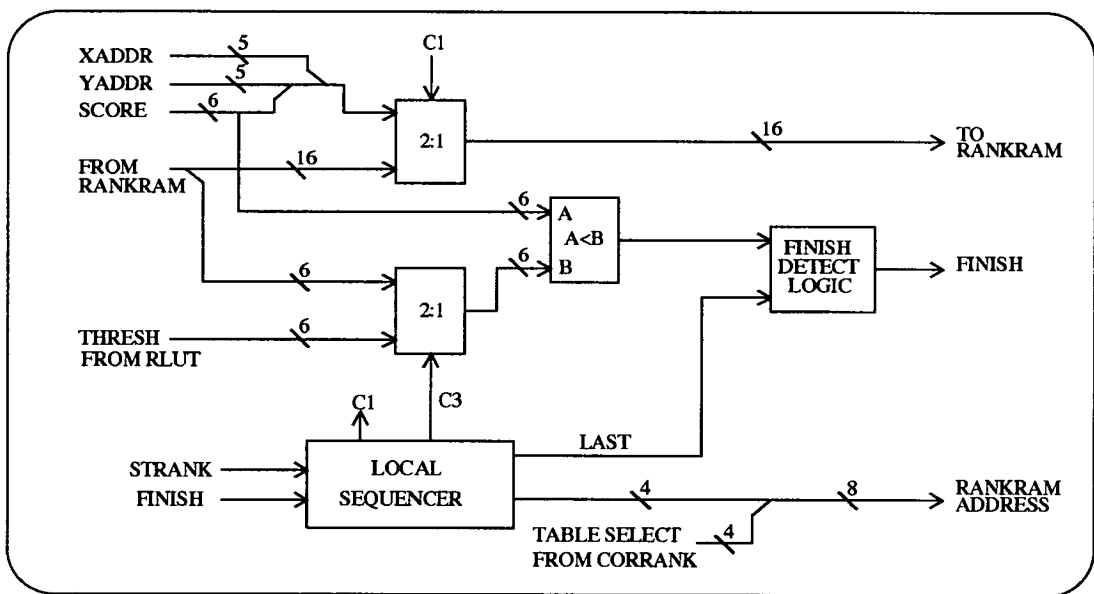 XADDR
5
YADDR
5
SCORE
6
C1
2:1
16
TO
RANKRAM
FROM
RANKRAM
16
6
A
A<B
B
6
6
2:1
THRESH
FROM RLUT
6
FINISH
DETECT
LOGIC
FINISH
C1
C3
LAST
STRANK
FINISH
LOCAL
SEQUENCER
4
8
RANKRAM
ADDRESS
TABLE SELECT
FROM CORRANK
4